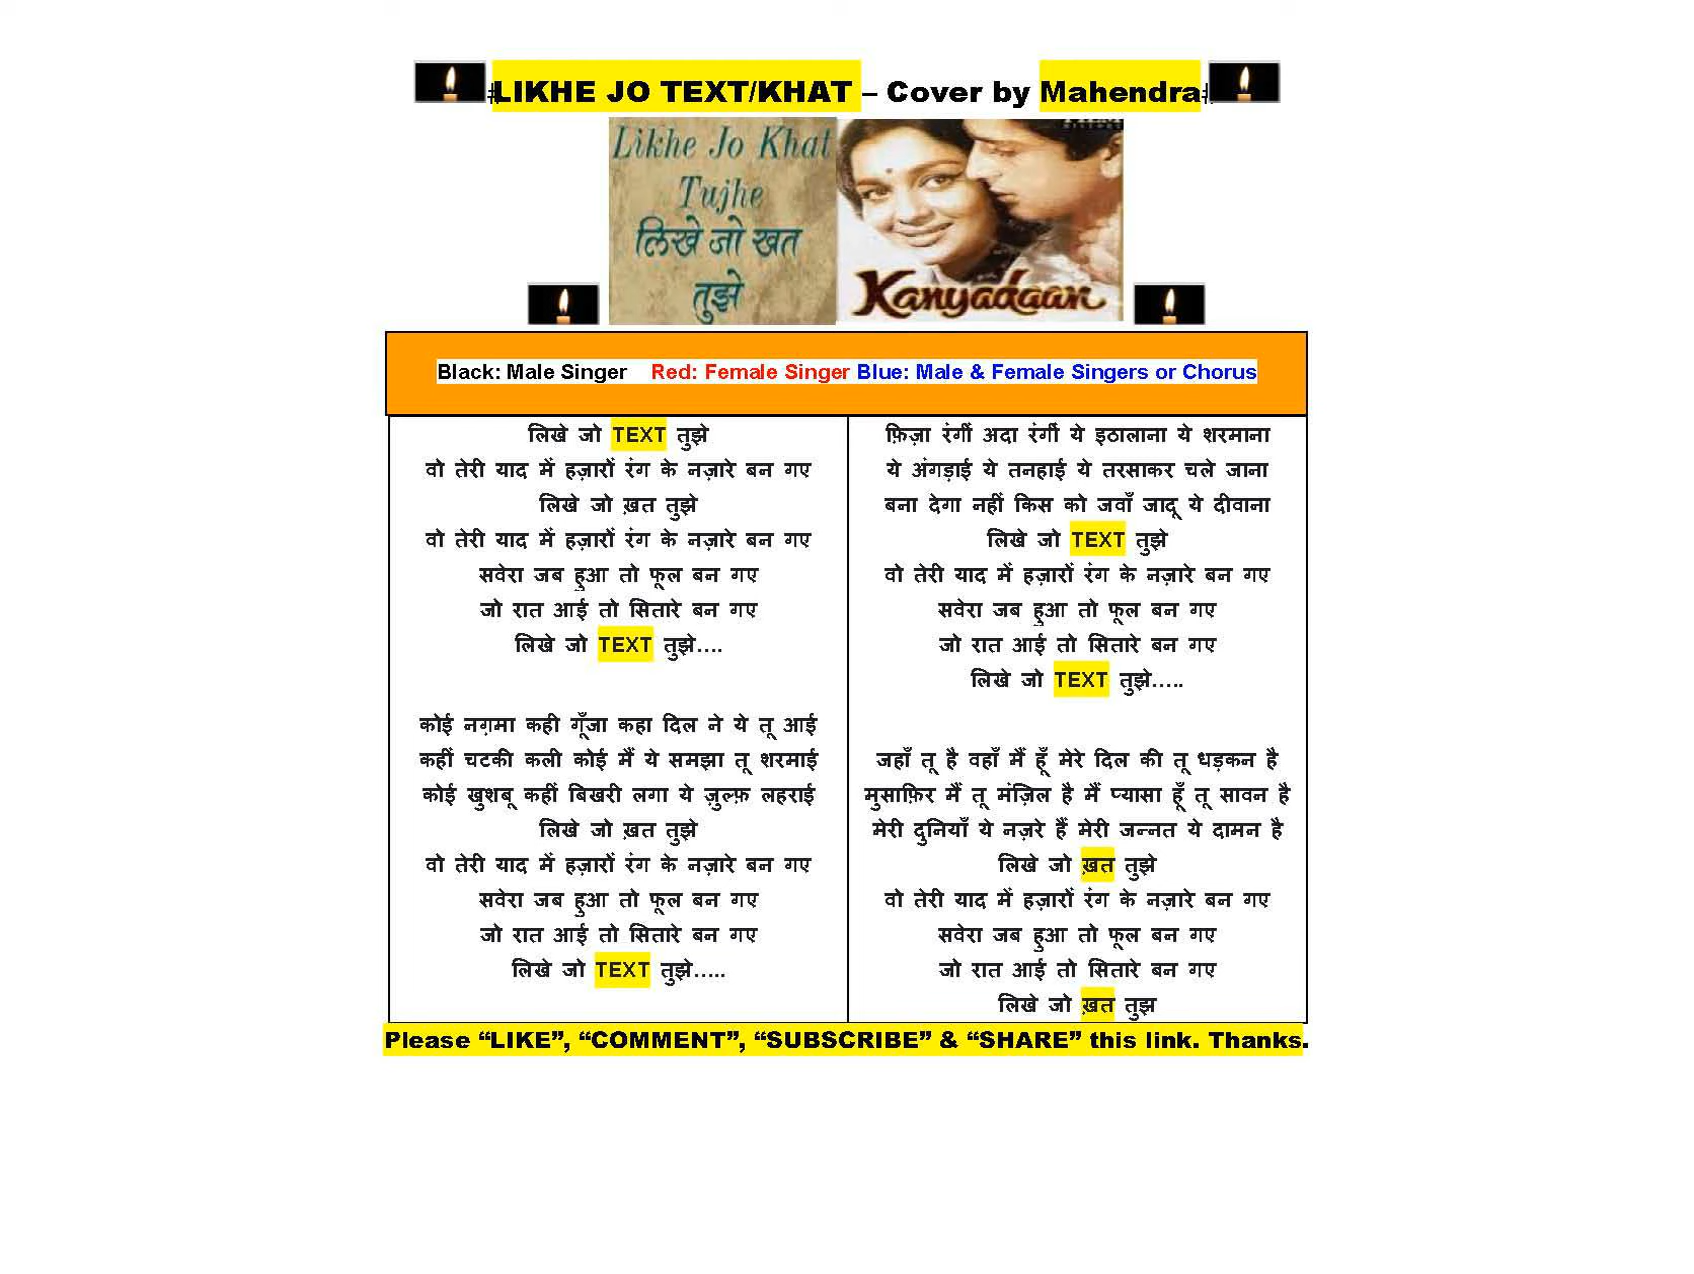 #LIKHE JO TEXT/KHAT – Cover by Mahendra#
Likhe Jo Khat
Tujhe
लिखे जो खत
तुझे
Kanyadaan
Black: Male Singer Red: Female Singer Blue: Male & Female Singers or Chorus
लिखे जो TEXT तुझे
वो तेरी याद में हज़ारों रंग के नज़ारे बन गए
लिखे जो ख़त तुझे
वो तेरी याद में हज़ारों रंग के नज़ारे बन गए
सवेरा जब हुआ तो फूल बन गए
जो रात आई तो सितारे बन गए
लिखे जो TEXT तुझे....
कोई नग़मा कही गूँजा कहा दिल ने ये तू आई
कहीं चटकी कली कोई मैं ये समझा तू शरमाई
कोई खुशबू कहीं बिखरी लगा ये ज़ुल्फ़ लहराई
लिखे जो ख़त तुझे
वो तेरी याद में हज़ारों रंग के नज़ारे बन गए
सवेरा जब हुआ तो फूल बन गए
जो रात आई तो सितारे बन गए
लिखे जो TEXT तुझे.....
फ़िज़ा रंगीं अदा रंगीं ये इठालाना ये शरमाना
ये अंगड़ाई ये तनहाई ये तरसाकर चले जाना
बना देगा नहीं किस को जवाँ जादू ये दीवाना
लिखे जो TEXT तुझे
वो तेरी याद में हज़ारों रंग के नज़ारे बन गए
सवेरा जब हुआ तो फूल बन गए
जो रात आई तो सितारे बन गए
लिखे जो TEXT तुझे.....
जहाँ तू है वहाँ मैं हूँ मेरे दिल की तू धड़कन है
मुसाफ़िर मैं तू मंज़िल है मैं प्यासा हूँ तू सावन है
मेरी दुनियाँ ये नज़रे हैं मेरी जन्नत ये दामन है
लिखे जो ख़त तुझे
वो तेरी याद में हज़ारों रंग के नज़ारे बन गए
सवेरा जब हुआ तो फूल बन गए
जो रात आई तो सितारे बन गए
लिखे जो ख़त तुझ
Please “LIKE”, “COMMENT”, “SUBSCRIBE” & “SHARE” this link. Thanks.